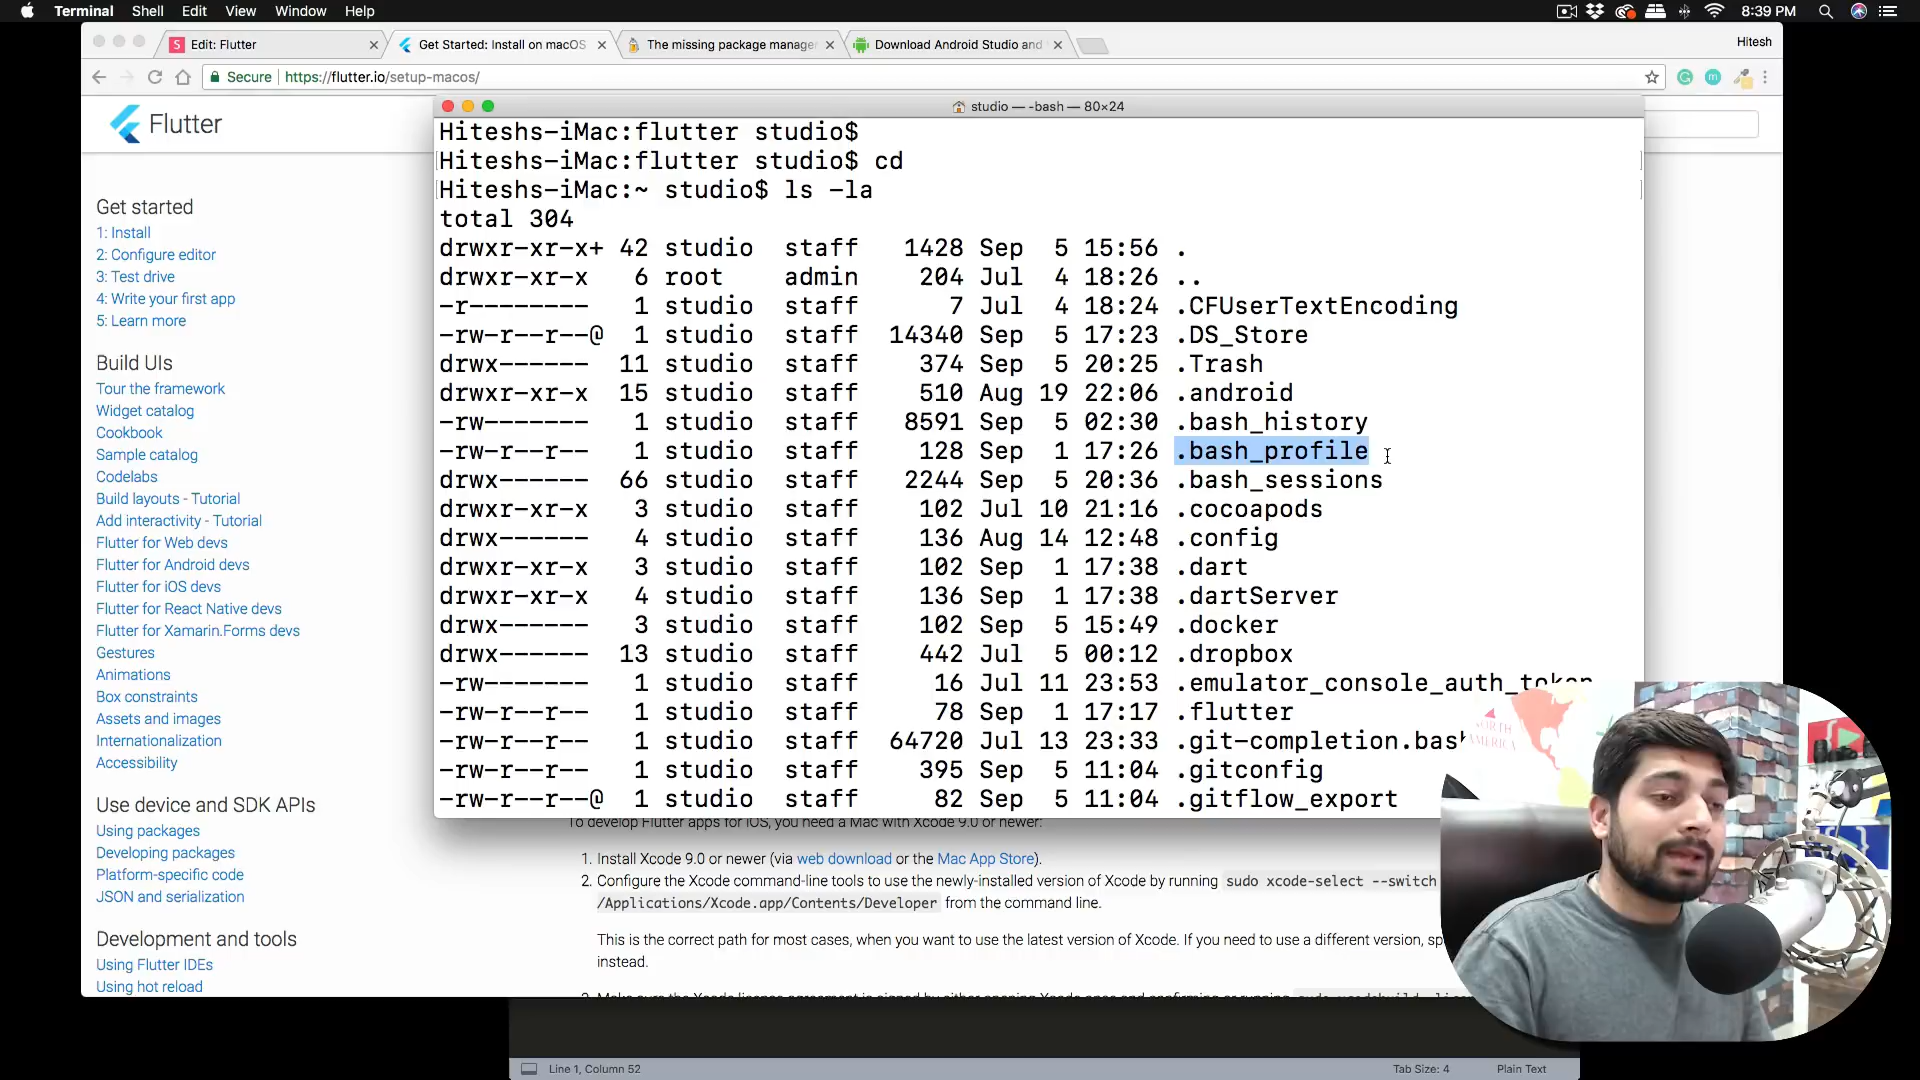 Terminal Shell Edit View Window Help 8:39 PM
Edit: Flutter Get Started: Install on macOS The missing package manager Download Android Studio and Hitesh
Secure https://flutter.io/setup-macos/
Flutter
studio — -bash — 80×24
Hiteshs-iMac:flutter studio$
Hiteshs-iMac:flutter studio$ cd
Hiteshs-iMac:~ studio$ ls -la
total 304
drwxr-xr-x+ 42 studio staff 1428 Sep 5 15:56 .
drwxr-xr-x 6 root admin 204 Jul 4 18:26 ..
-r-------- 1 studio staff 7 Jul 4 18:24 .CFUserTextEncoding
-rw-r--r--@ 1 studio staff 14340 Sep 5 17:23 .DS_Store
drwx------ 11 studio staff 374 Sep 5 20:25 .Trash
drwxr-xr-x 15 studio staff 510 Aug 19 22:06 .android
-rw------- 1 studio staff 8591 Sep 5 02:30 .bash_history
-rw-r--r-- 1 studio staff 128 Sep 1 17:26 .bash_profile
drwx------ 66 studio staff 2244 Sep 5 20:36 .bash_sessions
drwxr-xr-x 3 studio staff 102 Jul 10 21:16 .cocoapods
drwx------ 4 studio staff 136 Aug 14 12:48 .config
drwxr-xr-x 3 studio staff 102 Sep 1 17:38 .dart
drwxr-xr-x 4 studio staff 136 Sep 1 17:38 .dartServer
drwx------ 3 studio staff 102 Sep 5 15:49 .docker
drwx------ 13 studio staff 442 Jul 5 00:12 .dropbox
-rw------- 1 studio staff 16 Jul 11 23:53 .emulator_console_auth_token
-rw-r--r-- 1 studio staff 78 Sep 1 17:17 .flutter
-rw-r--r-- 1 studio staff 64720 Jul 13 23:33 .git-completion.bash
-rw-r--r-- 1 studio staff 395 Sep 5 11:04 .gitconfig
-rw-r--r--@ 1 studio staff 82 Sep 5 11:04 .gitflow_export
Get started
1: Install
2: Configure editor
3: Test drive
4: Write your first app
5: Learn more
Build UIs
Tour the framework
Widget catalog
Cookbook
Sample catalog
Codelabs
Build layouts - Tutorial
Add interactivity - Tutorial
Flutter for Web devs
Flutter for Android devs
Flutter for iOS devs
Flutter for React Native devs
Flutter for Xamarin.Forms devs
Gestures
Animations
Box constraints
Assets and images
Internationalization
Accessibility
Use device and SDK APIs
Using packages
Developing packages
Platform-specific code
JSON and serialization
Development and tools
Using Flutter IDEs
Using hot reload
To develop Flutter apps for iOS, you need a Mac with Xcode 9.0 or newer:
1. Install Xcode 9.0 or newer (via web download or the Mac App Store).
2. Configure the Xcode command-line tools to use the newly-installed version of Xcode by running sudo xcode-select --switch
/Applications/Xcode.app/Contents/Developer from the command line.
This is the correct path for most cases, when you want to use the latest version of Xcode. If you need to use a different version,
instead.
NORTH
AMERICA
Line 1, Column 52 Tab Size: 4 Plain Text